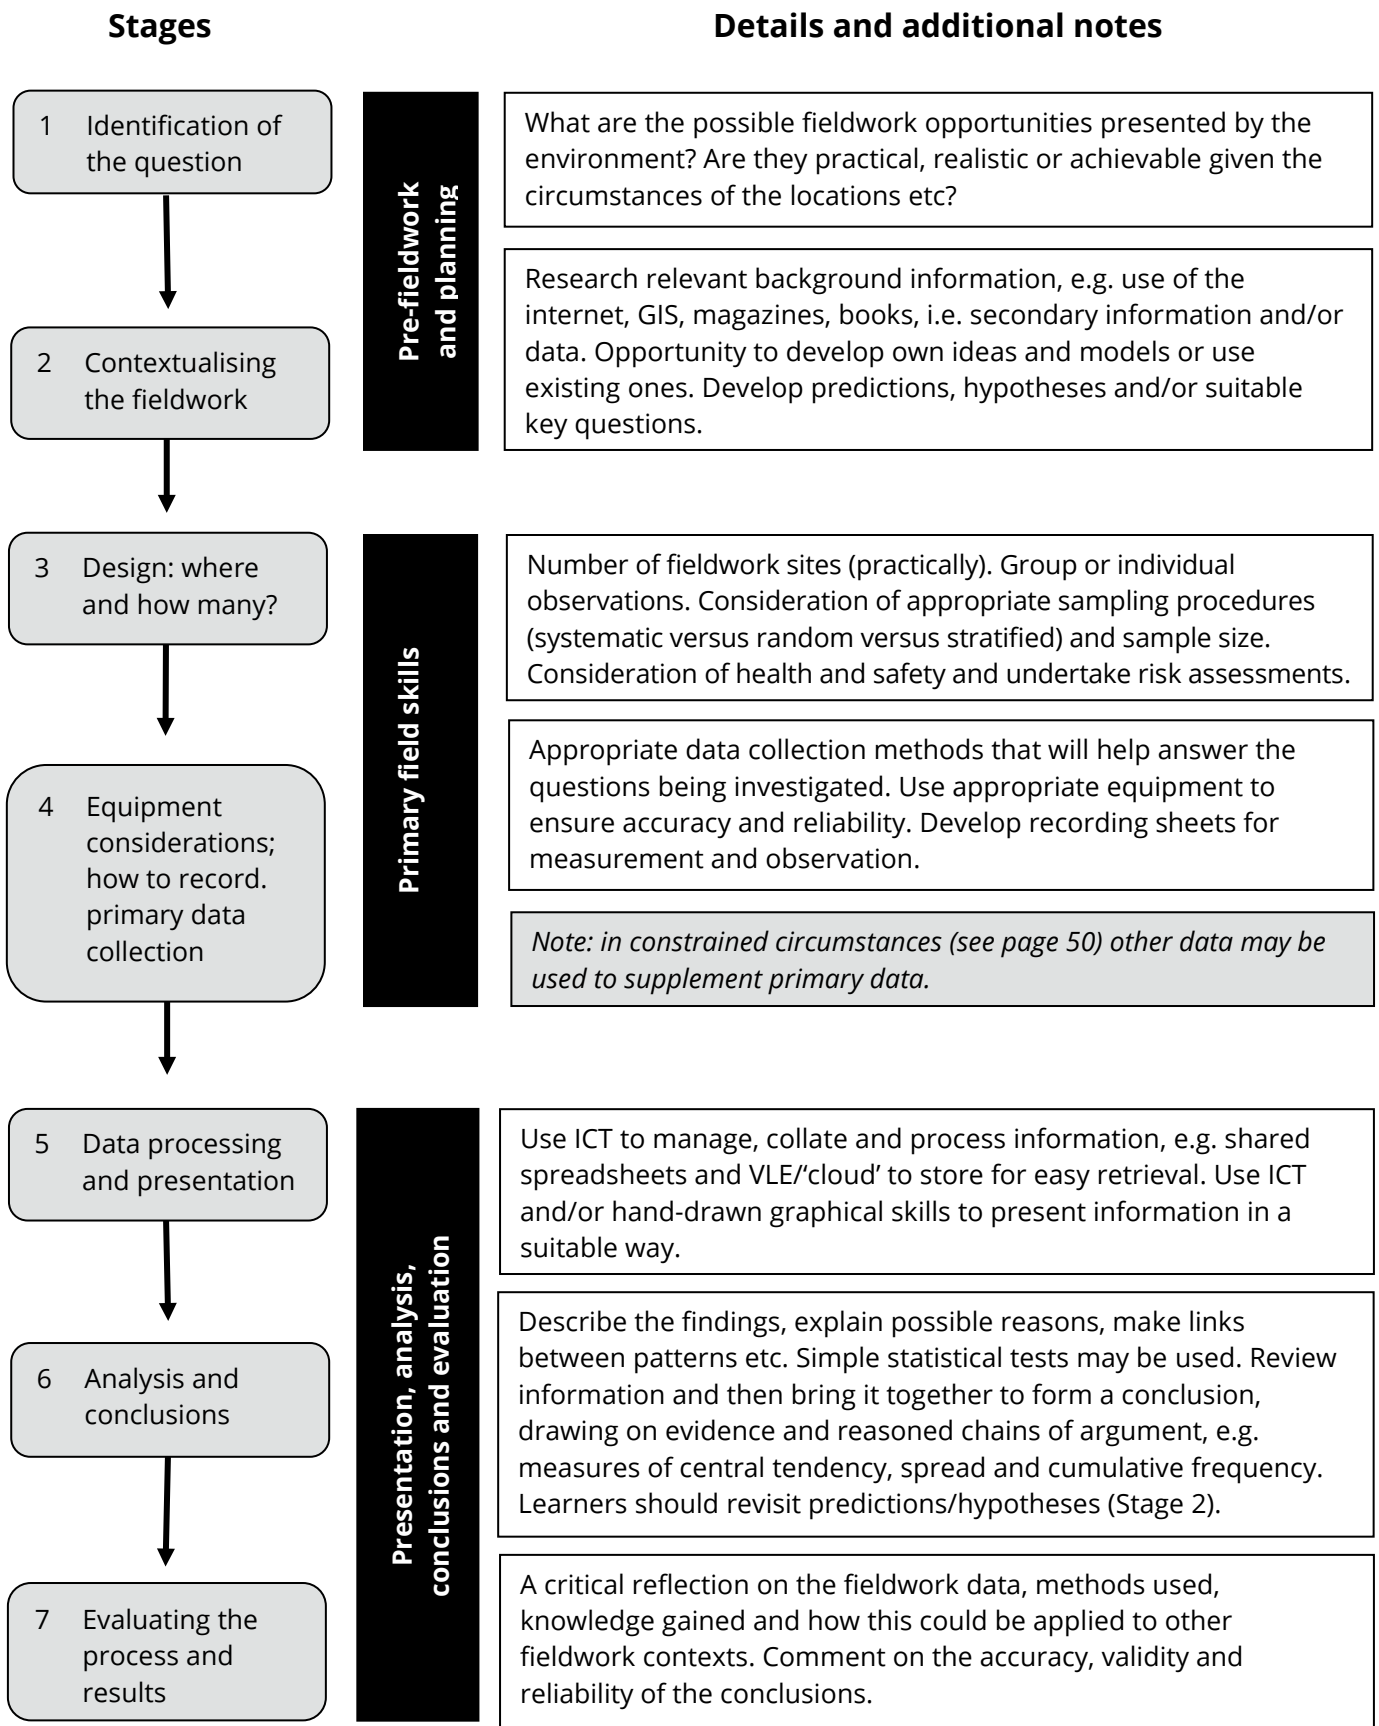 Stages
Details and additional notes
1 Identification of
the question
Pre-fieldwork
and planning
What are the possible fieldwork opportunities presented by the
environment? Are they practical, realistic or achievable given the
circumstances of the locations etc?
2 Contextualising
the fieldwork
Research relevant background information, e.g. use of the
internet, GIS, magazines, books, i.e. secondary information and/or
data. Opportunity to develop own ideas and models or use
existing ones. Develop predictions, hypotheses and/or suitable
key questions.
3 Design: where
and how many?
Primary field skills
Number of fieldwork sites (practically). Group or individual
observations. Consideration of appropriate sampling procedures
(systematic versus random versus stratified) and sample size.
Consideration of health and safety and undertake risk assessments.
4 Equipment
considerations;
how to record.
primary data
collection
Appropriate data collection methods that will help answer the
questions being investigated. Use appropriate equipment to
ensure accuracy and reliability. Develop recording sheets for
measurement and observation.
Note: in constrained circumstances (see page 50) other data may be
used to supplement primary data.
5 Data processing
and presentation
Presentation, analysis,
conclusions and evaluation
Use ICT to manage, collate and process information, e.g. shared
spreadsheets and VLE/‘cloud’ to store for easy retrieval. Use ICT
and/or hand-drawn graphical skills to present information in a
suitable way.
6 Analysis and
conclusions
Describe the findings, explain possible reasons, make links
between patterns etc. Simple statistical tests may be used. Review
information and then bring it together to form a conclusion,
drawing on evidence and reasoned chains of argument, e.g.
measures of central tendency, spread and cumulative frequency.
Learners should revisit predictions/hypotheses (Stage 2).
7 Evaluating the
process and
results
A critical reflection on the fieldwork data, methods used,
knowledge gained and how this could be applied to other
fieldwork contexts. Comment on the accuracy, validity and
reliability of the conclusions.